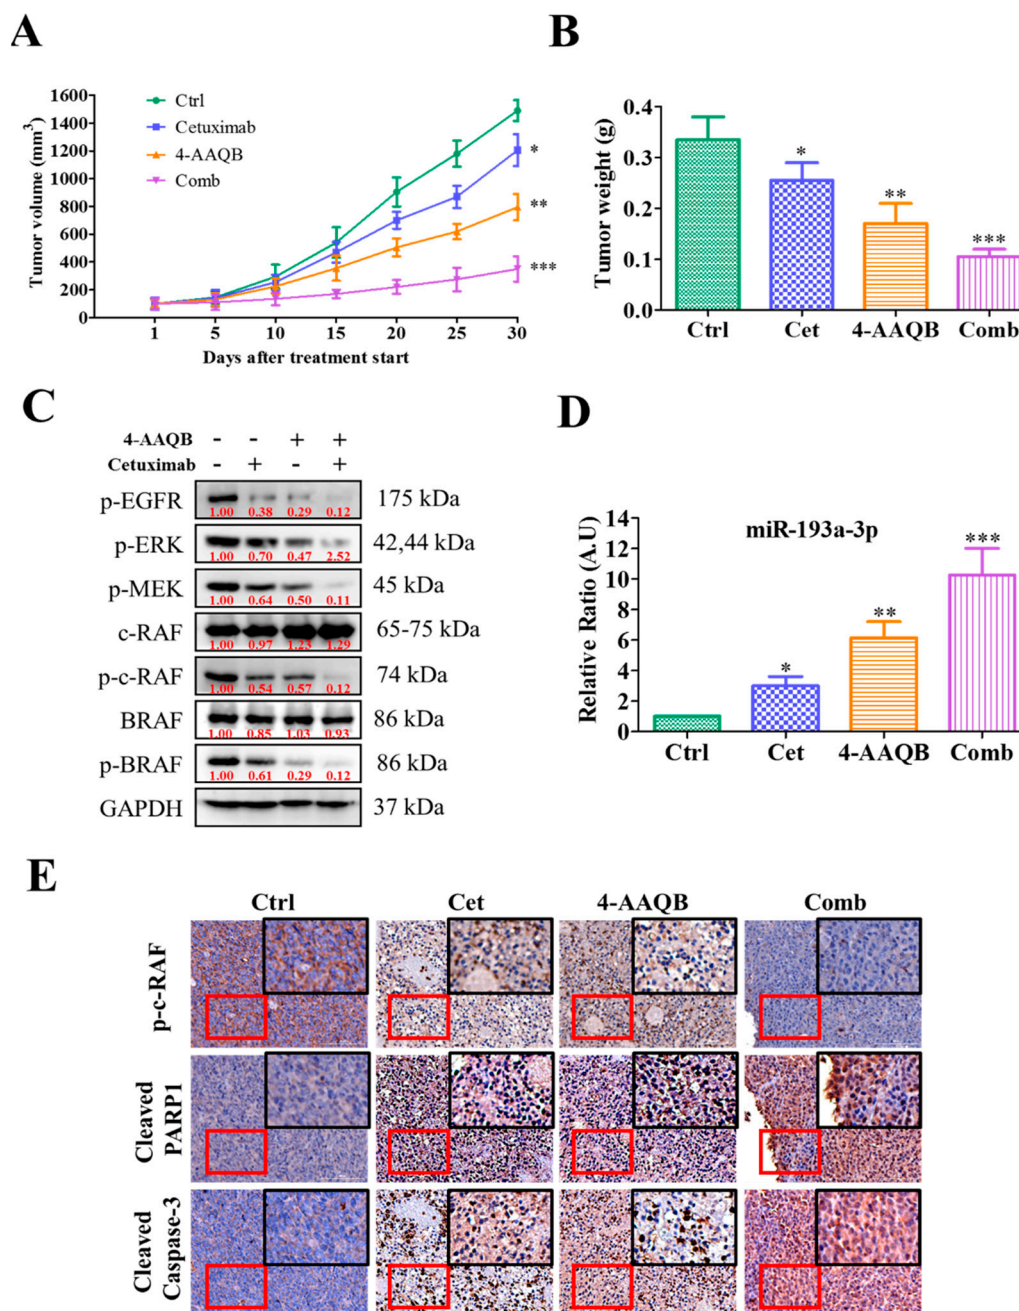 A
1600
1400
1200
1000
800
600
400
200
0
Tumor volume (mm³)
Ctrl
Cetuximab
4-AAQB
Comb
*
**
***
1 5 10 15 20 25 30
Days after treatment start
B
0.4
0.3
0.2
0.1
0.0
Tumor weight (g)
*
**
***
Ctrl Cet 4-AAQB Comb
C
4-AAQB - - + +
Cetuximab - + - +
p-EGFR 175 kDa
1.00 0.38 0.29 0.12
p-ERK 42,44 kDa
1.00 0.70 0.47 2.52
p-MEK 45 kDa
1.00 0.64 0.50 0.11
c-RAF 65-75 kDa
1.00 0.97 1.23 1.29
p-c-RAF 74 kDa
1.00 0.54 0.57 0.12
BRAF 86 kDa
1.00 0.85 1.03 0.93
p-BRAF 86 kDa
1.00 0.61 0.29 0.12
GAPDH 37 kDa
D
miR-193a-3p
14
12
10
8
6
4
2
0
Relative Ratio (A.U)
*
**
***
Ctrl Cet 4-AAQB Comb
E
Ctrl Cet 4-AAQB Comb
p-c-RAF
Cleaved
PARP1
Cleaved
Caspase-3